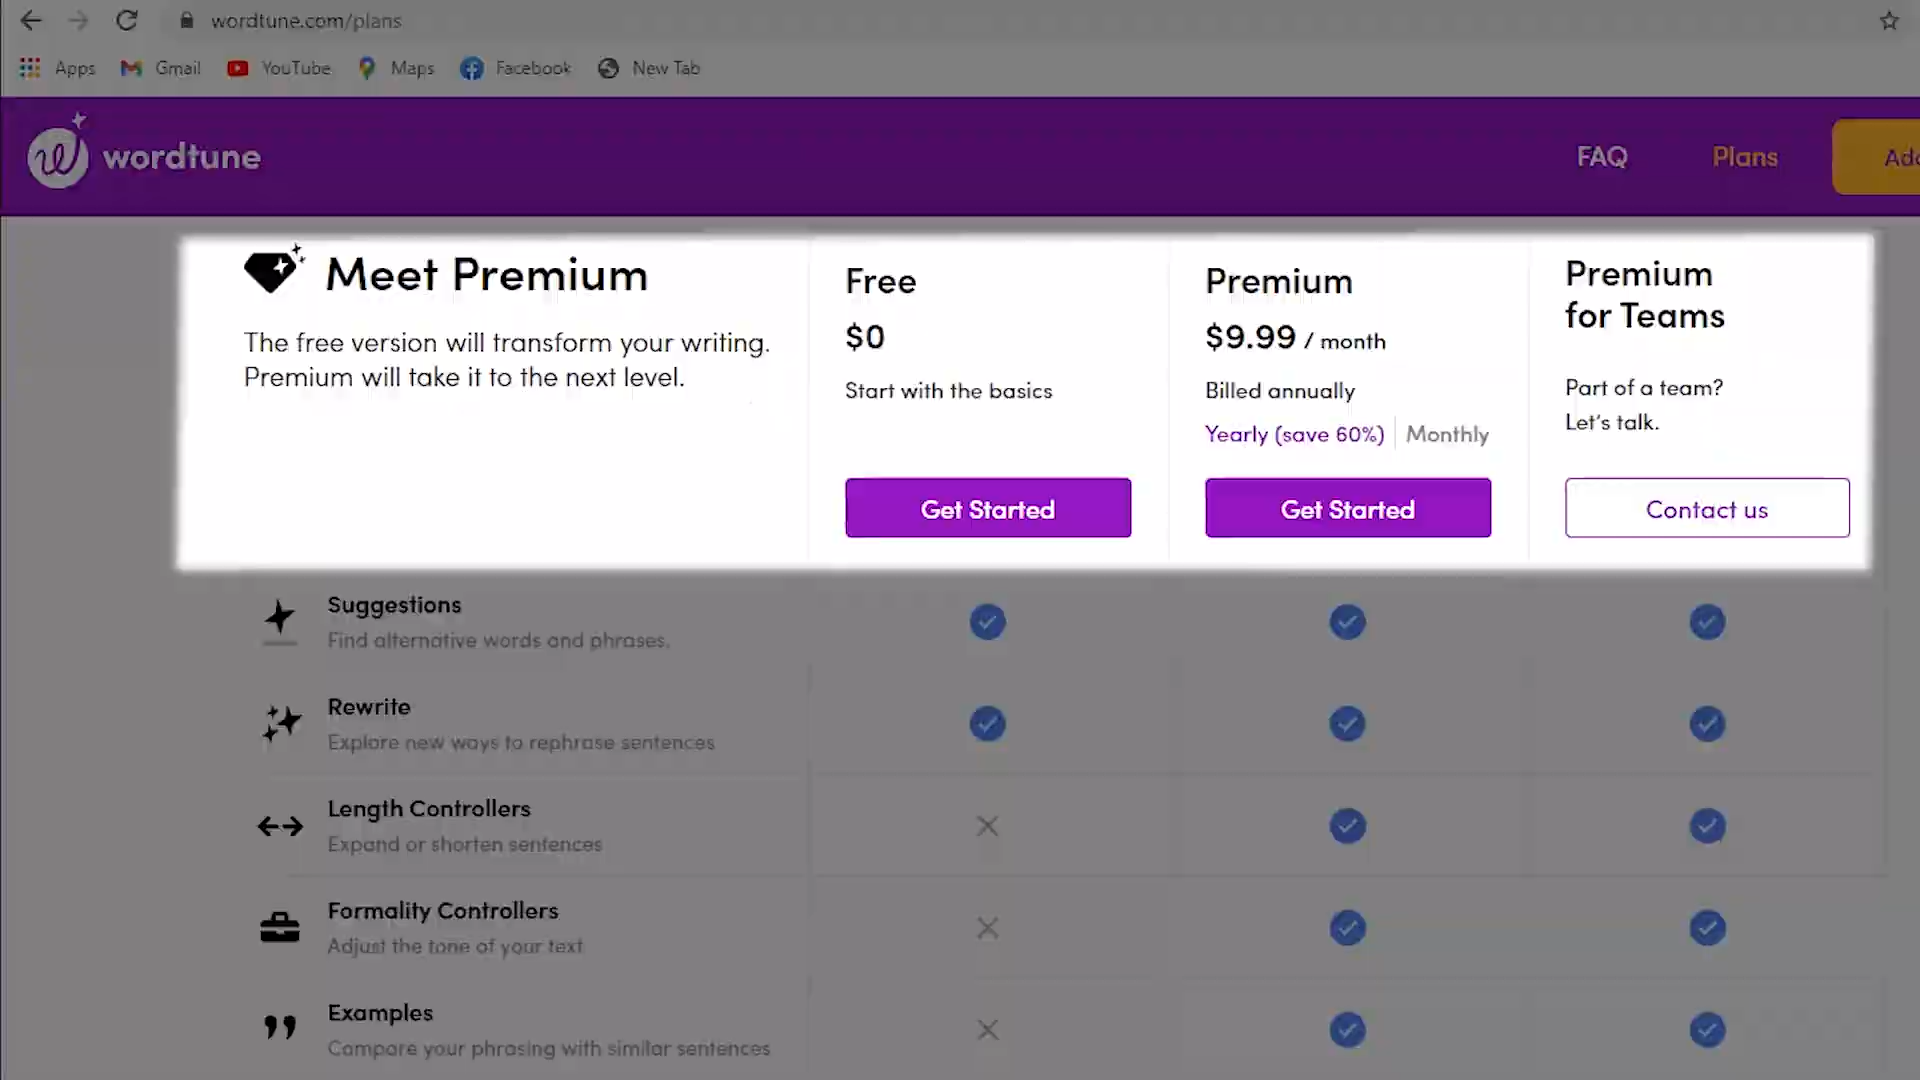 wordtune.com/plans
Apps Gmail YouTube Maps Facebook New Tab
wordtune
FAQ Plans
Meet Premium
The free version will transform your writing.
Premium will take it to the next level.
Free
$0
Start with the basics
Get Started
Premium
$9.99 / month
Billed annually
Yearly (save 60%) Monthly
Get Started
Premium
for Teams
Part of a team?
Let's talk.
Contact us
Suggestions
Find alternative words and phrases.
Rewrite
Explore new ways to rephrase sentences
Length Controllers
Expand or shorten sentences
Formality Controllers
Adjust the tone of your text
Examples
Compare your phrasing with similar sentences